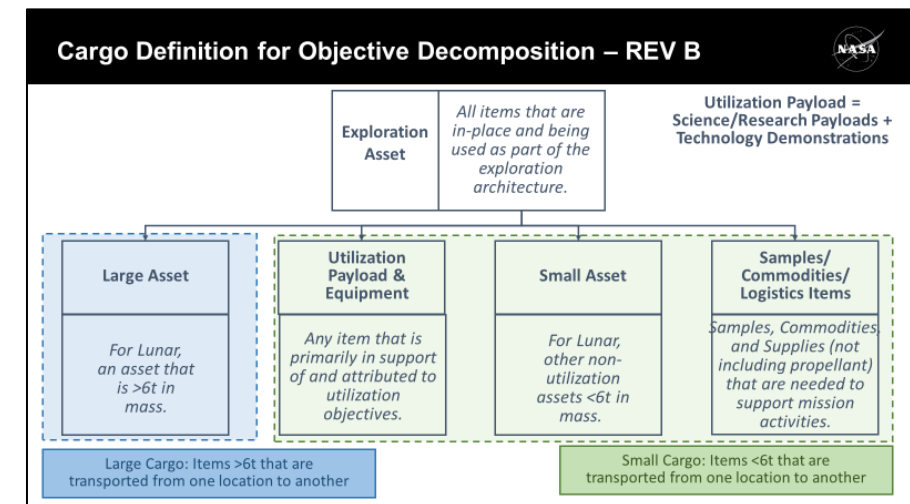 Cargo Definition for Objective Decomposition – REV B
NASA
Utilization Payload =
Science/Research Payloads +
Technology Demonstrations
Exploration
Asset
All items that are
in-place and being
used as part of the
exploration
architecture.
Large Asset
For Lunar,
an asset that
is >6t in
mass.
Utilization
Payload &
Equipment
Any item that is
primarily in support
of and attributed to
utilization
objectives.
Small Asset
For Lunar,
other non-
utilization
assets <6t in
mass.
Samples/
Commodities/
Logistics Items
Samples, Commodities,
and Supplies (not
including propellant)
that are needed to
support mission
activities.
Large Cargo: Items >6t that are
transported from one location to another
Small Cargo: Items <6t that are
transported from one location to another